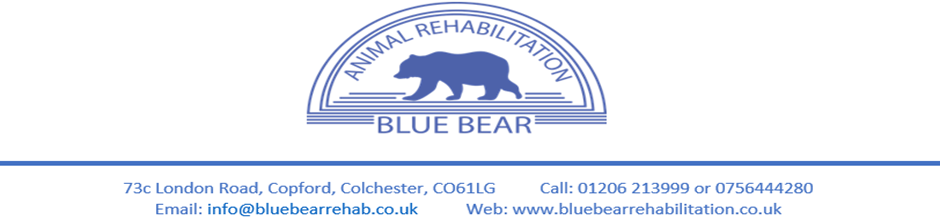 ANIMAL REHABILITATION
BLUE BEAR
73c London Road, Copford, Colchester, CO61LG Call: 01206 213999 or 0756444280
Email: info@bluebearrehab.co.uk Web: www.bluebearrehabilitation.co.uk